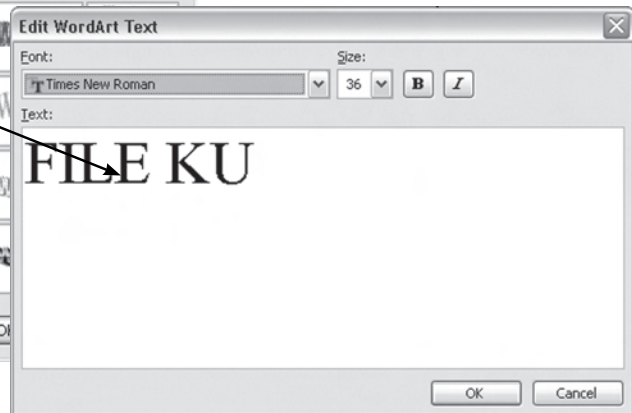 Edit WordArt Text
Font: Size:
Times New Roman 36 B I
Text:
FILE KU
OK Cancel